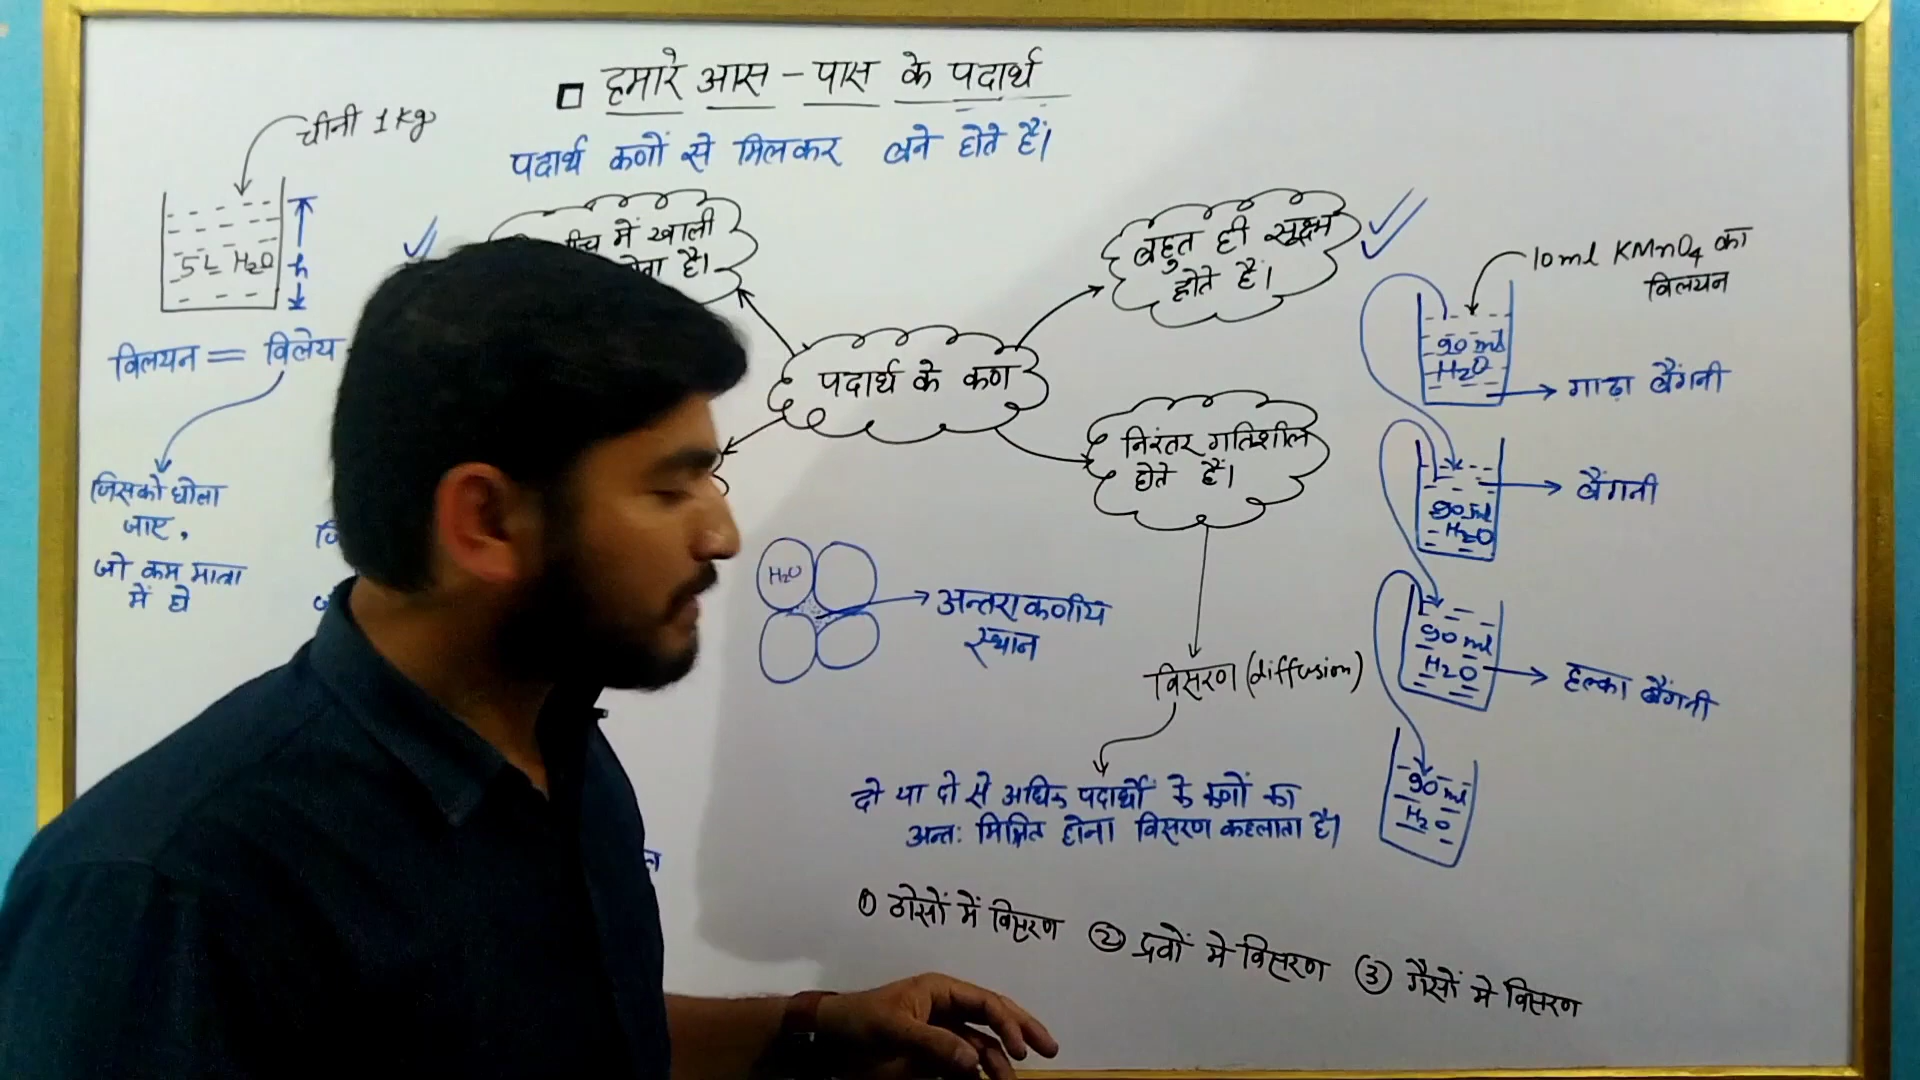 हमारे आस-पास के पदार्थ
पदार्थ कणों से मिलकर बने होते हैं।
चीनी 1 Kg
5L H₂O
h
विलयन = विलेय
जिसको घोला
जाए,
जो कम मात्रा
में हो
में खाली
है।
पदार्थ के कण
बहुत ही सूक्ष्म
होते हैं।
निरंतर गतिशील
होते हैं।
H₂O
अन्तराकणीय
स्थान
विसरण (diffusion)
दो या दो से अधिक पदार्थों के कणों का
अन्त: मिश्रित होना विसरण कहलाता है।
① ठोसों में विसरण ② द्रवों में विसरण ③ गैसों में विसरण
10 ml KMnO₄ का
विलयन
90 ml
H₂O
गाढ़ा बैंगनी
90 ml
H₂O
बैंगनी
90 ml
H₂O
हल्का बैंगनी
90 ml
H₂O